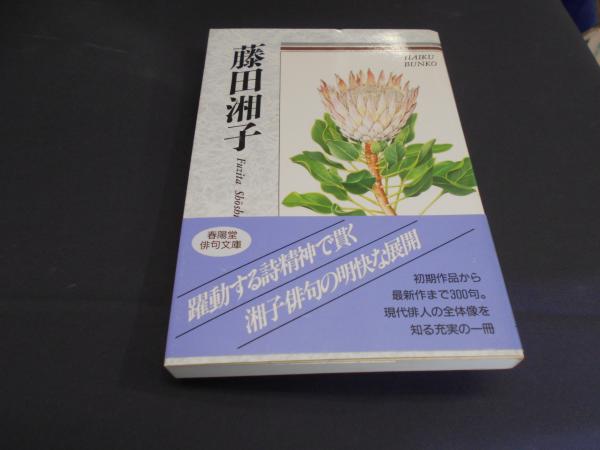 藤田湘子
Fuzita Shōshi
HAIKU
BUNKO
春陽堂
俳句文庫
躍動する詩精神で貫く
湘子俳句の明快な展開
初期作品から
最新作まで300句。
現代俳人の全体像を
知る充実の一冊